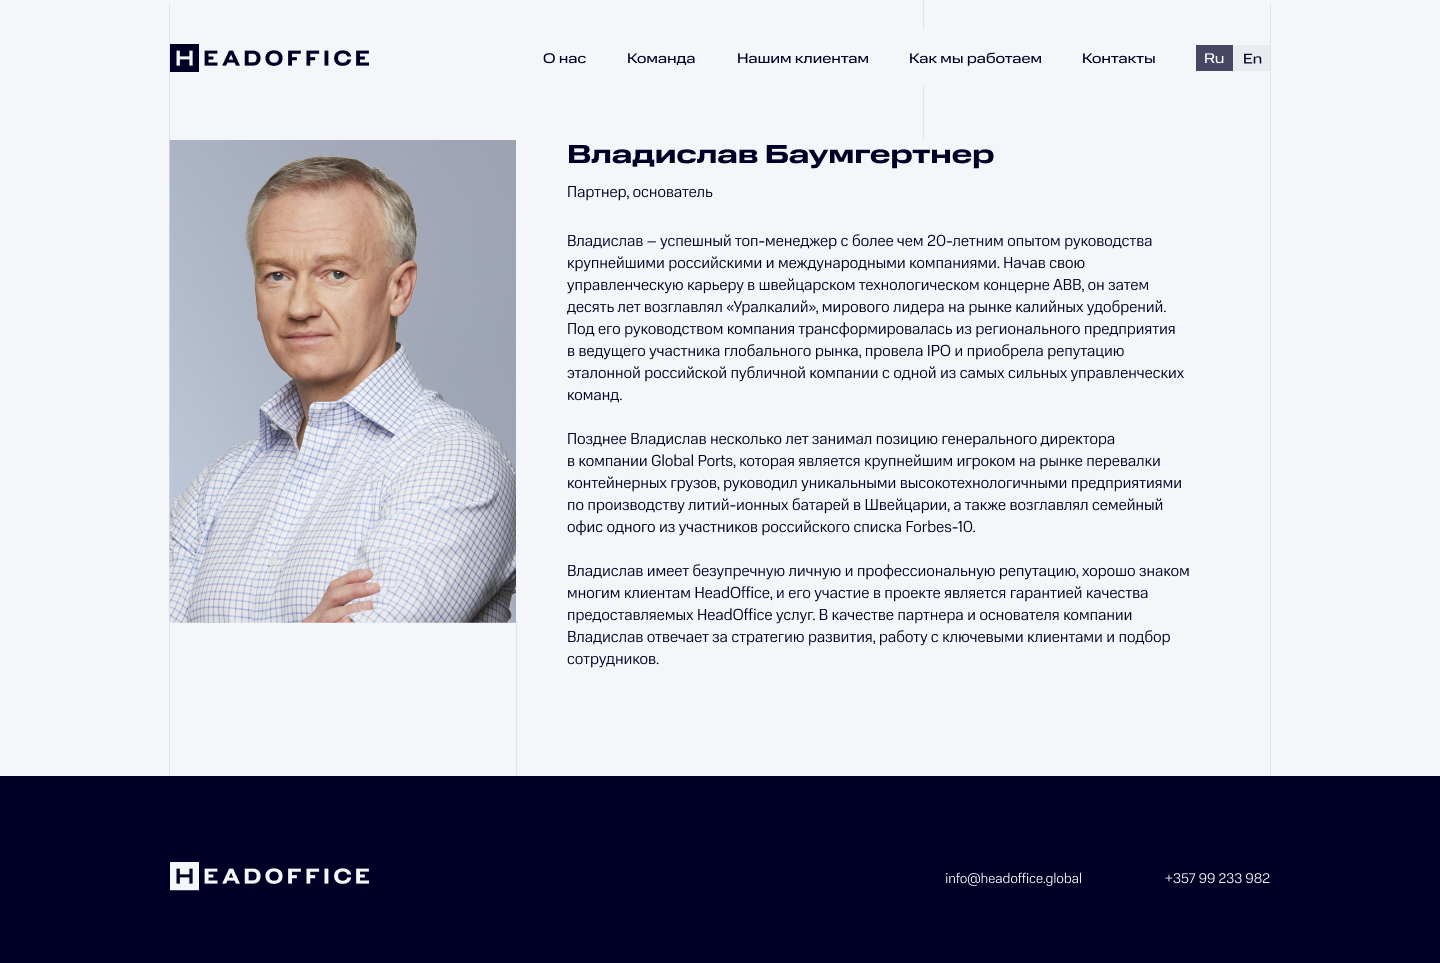 HEADOFFICE
О нас
Команда
Нашим клиентам
Как мы работаем
Контакты
Ru
En
Владислав Баумгертнер
Партнер, основатель
Владислав – успешный топ-менеджер с более чем 20-летним опытом руководства
крупнейшими российскими и международными компаниями. Начав свою
управленческую карьеру в швейцарском технологическом концерне ABB, он затем
десять лет возглавлял «Уралкалий», мирового лидера на рынке калийных удобрений.
Под его руководством компания трансформировалась из регионального предприятия
в ведущего участника глобального рынка, провела IPO и приобрела репутацию
эталонной российской публичной компании с одной из самых сильных управленческих
команд.
Позднее Владислав несколько лет занимал позицию генерального директора
в компании Global Ports, которая является крупнейшим игроком на рынке перевалки
контейнерных грузов, руководил уникальными высокотехнологичными предприятиями
по производству литий-ионных батарей в Швейцарии, а также возглавлял семейный
офис одного из участников российского списка Forbes-10.
Владислав имеет безупречную личную и профессиональную репутацию, хорошо знаком
многим клиентам HeadOffice, и его участие в проекте является гарантией качества
предоставляемых HeadOffice услуг. В качестве партнера и основателя компании
Владислав отвечает за стратегию развития, работу с ключевыми клиентами и подбор
сотрудников.
HEADOFFICE
info@headoffice.global
+357 99 233 982